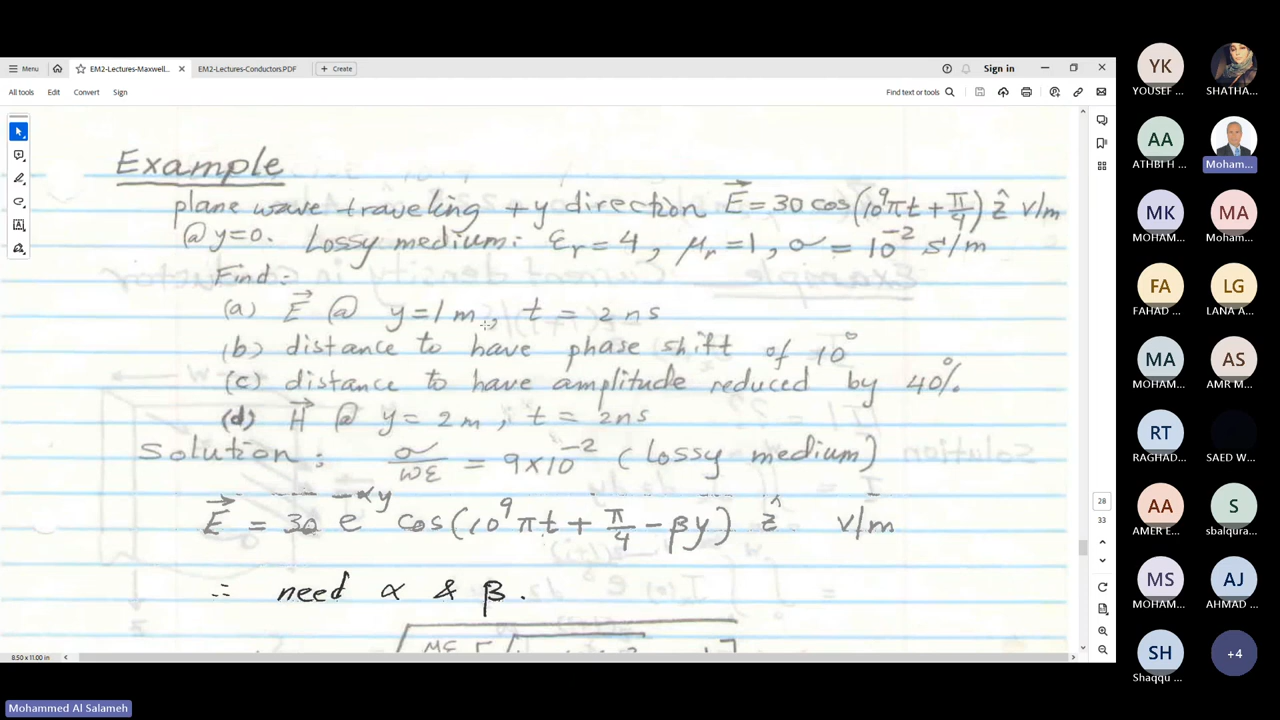 Menu
EM2-Lectures-Maxwell...
EM2-Lectures-Conductors.PDF
Create
Sign in
All tools Edit Convert Sign
Find text or tools
Example
plane wave traveling +y direction E⃗ = 30 cos(10⁹πt + π/4) ẑ v/m
@ y=0. Lossy medium: εr = 4, μr = 1, σ = 10⁻² s/m
Find:
(a) E⃗ @ y=1 m, t = 2 ns
(b) distance to have phase shift of 10°
(c) distance to have amplitude reduced by 40%
(d) H⃗ @ y = 2 m, t = 2ns
Solution: σ/ωε = 9×10⁻² (Lossy medium)
E⃗ = 30 e^-αy cos(10⁹πt + π/4 - βy) ẑ v/m
∴ need α & β.
28
33
8.50 x 11.00 in
YK
YOUSEF ...
SHATHA...
AA
ATHBI H ...
Moham...
MK
MOHAM...
MA
Moham...
FA
FAHAD ...
LG
LANA A...
MA
MOHAM...
AS
AMR M...
RT
RAGHAD...
SAED W...
AA
AMER E...
S
sbalqura...
MS
MOHAM...
AJ
AHMAD ...
SH
Shaqqu ...
+4
Mohammed Al Salameh